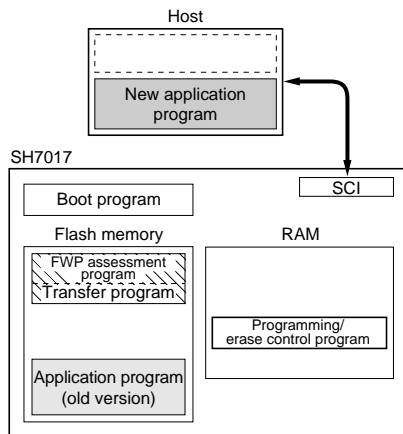 Host
New application
program
SH7017
SCI
Boot program
Flash memory
RAM
FWP assessment
program
Transfer program
Programming/
erase control program
Application program
(old version)